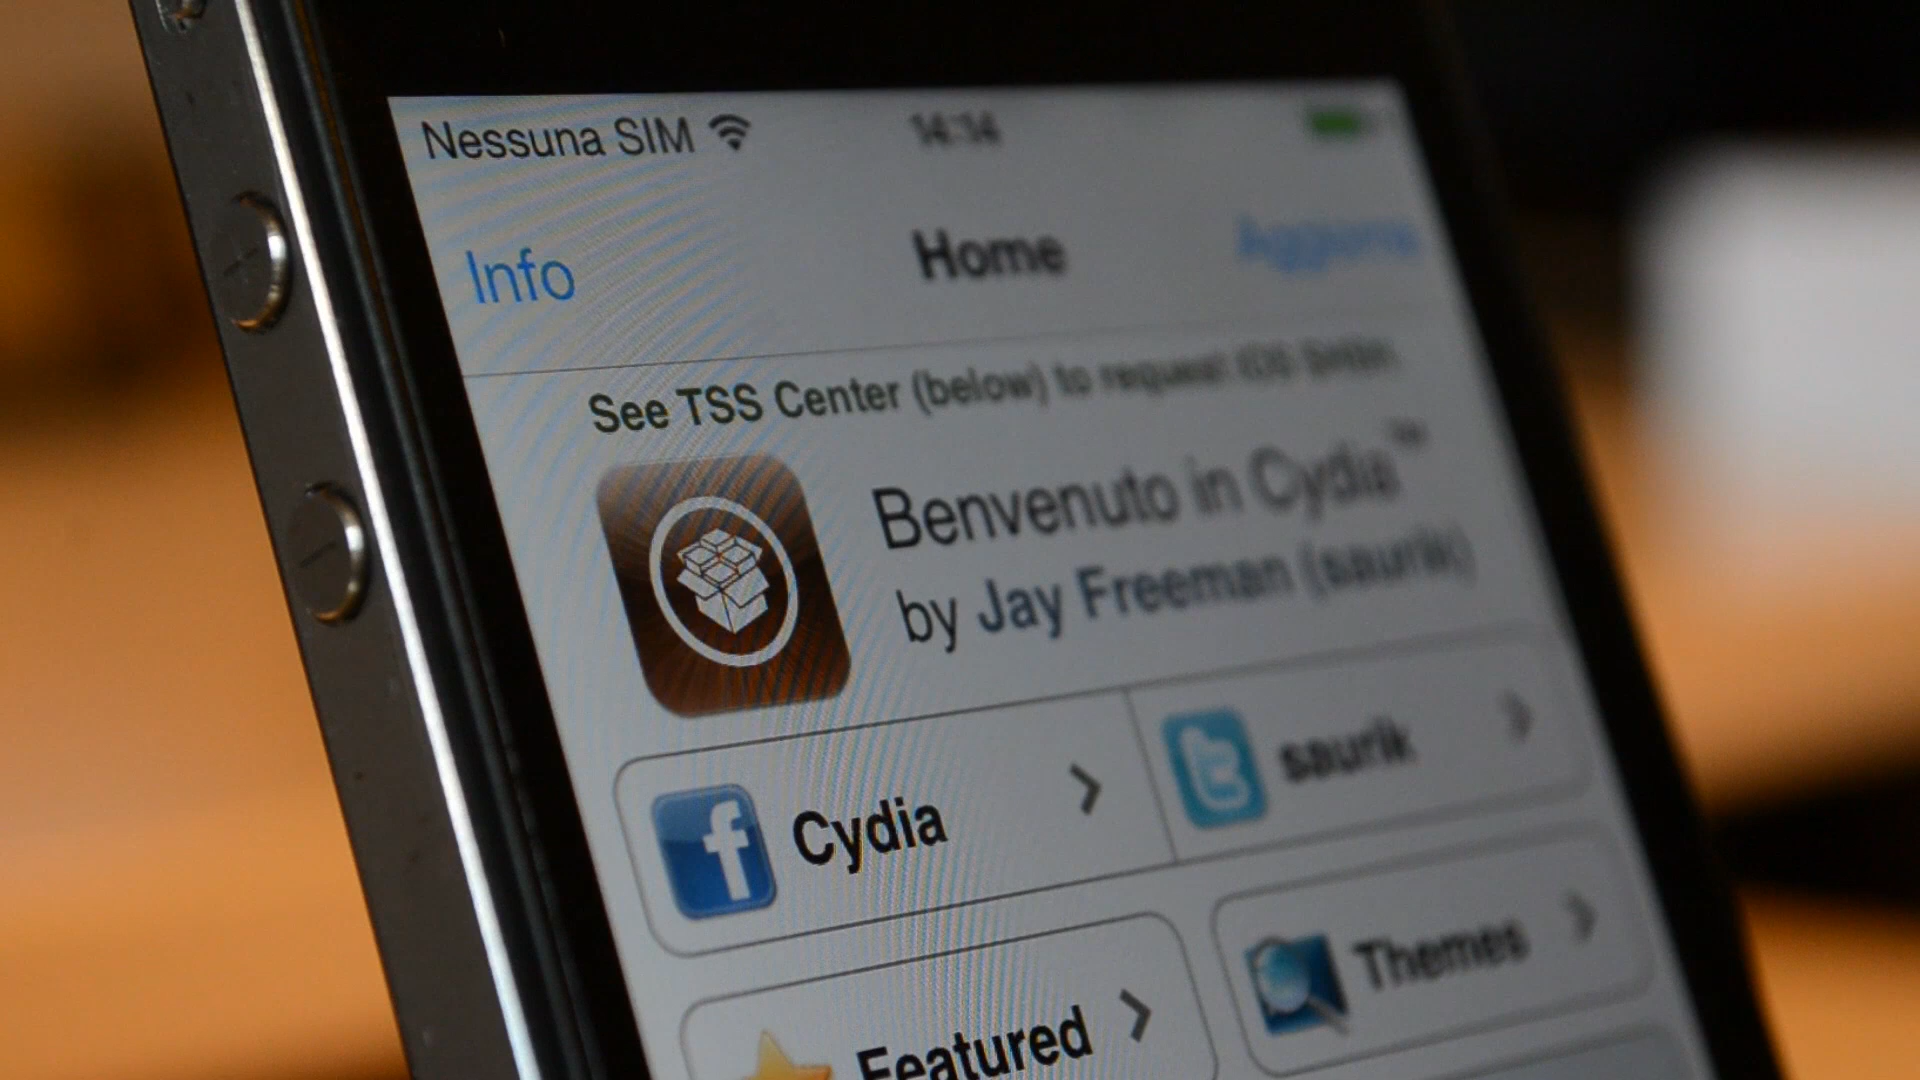 Nessuna SIM 14:14
Info Home Aggiorna
See TSS Center (below) to request iOS
Benvenuto in Cydia™
by Jay Freeman (saurik)
Cydia saurik
Featured Themes